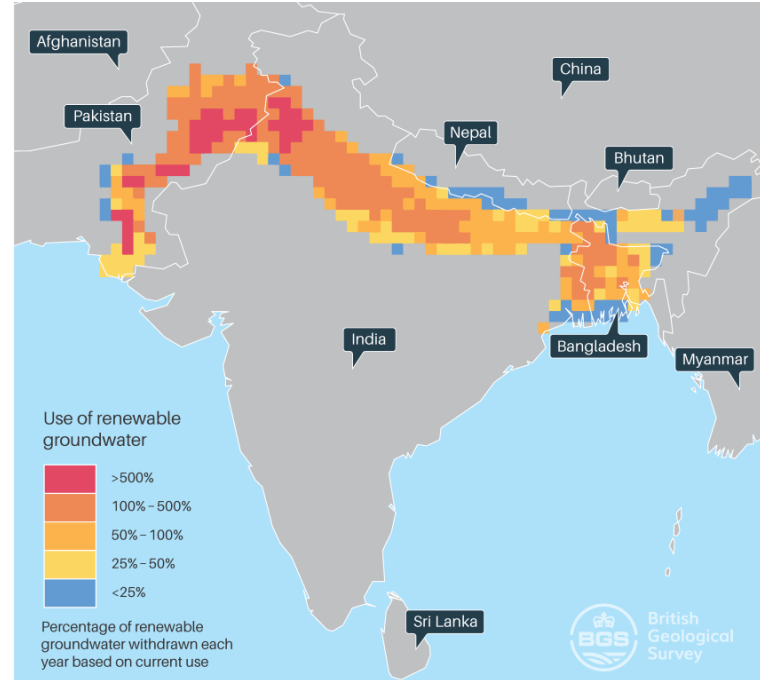 Afghanistan
China
Pakistan
Nepal
Bhutan
India
Bangladesh
Myanmar
Use of renewable
groundwater
>500%
100% – 500%
50% – 100%
25% – 50%
<25%
Percentage of renewable
groundwater withdrawn each
year based on current use
Sri Lanka
BGS
British
Geological
Survey